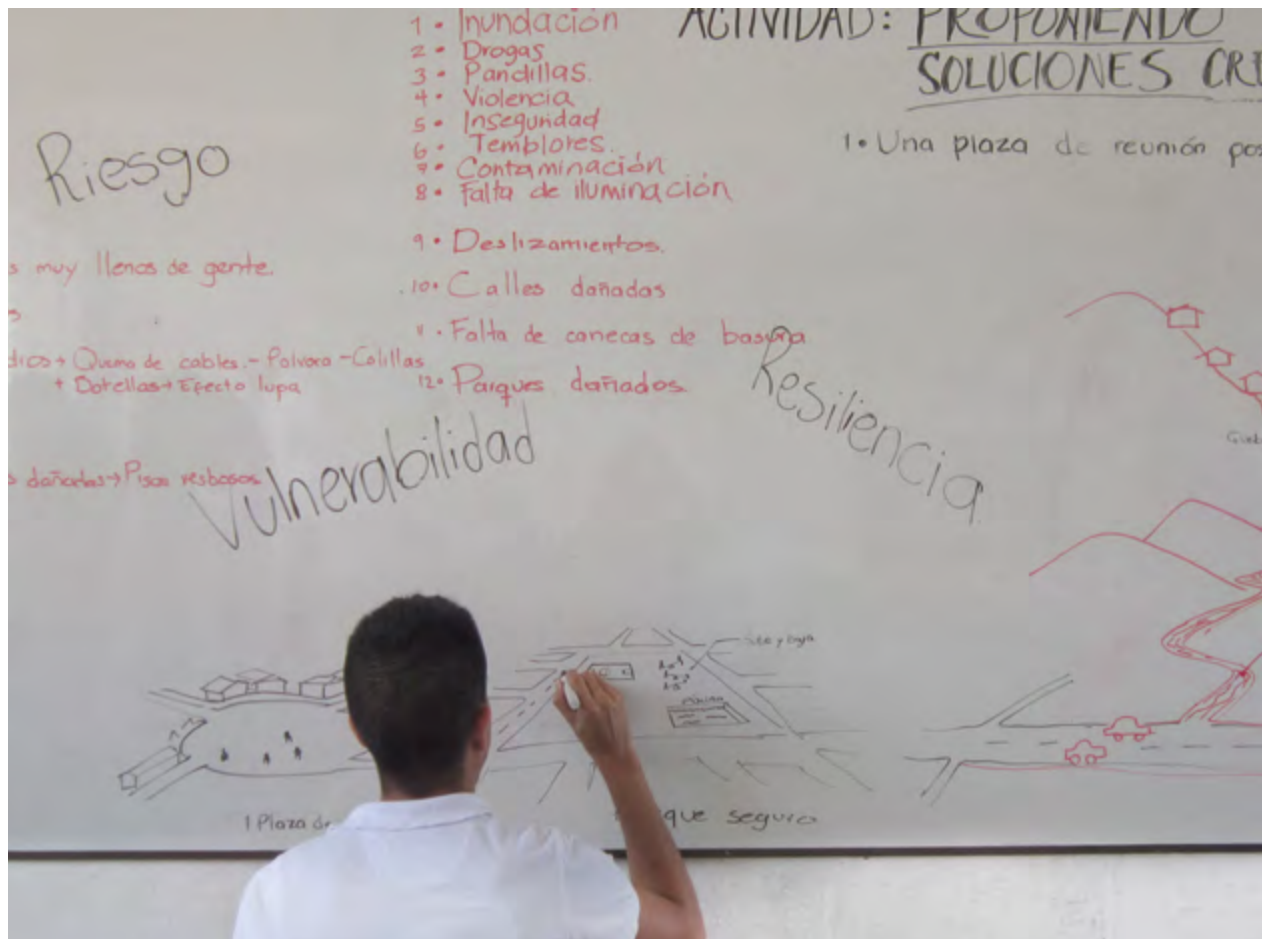 ACTIVIDAD: PROPONIENDO
SOLUCIONES
1. Una plaza de reunión
Riesgo
1. Inundación
2. Drogas
3. Pandillas.
4. Violencia
5. Inseguridad
6. Temblores.
7. Contaminación
8. Falta de iluminación
9. Deslizamientos.
10. Calles dañadas
11. Falta de canecas de basura
12. Parques dañados.
muy llenos de gente.
+ Quema de cables. - Polvora - Colillas
+ Botellas → Efecto lupa
dañadas → Pisos resbosos
Vulnerabilidad
Resiliencia
1 Plaza de
seguro